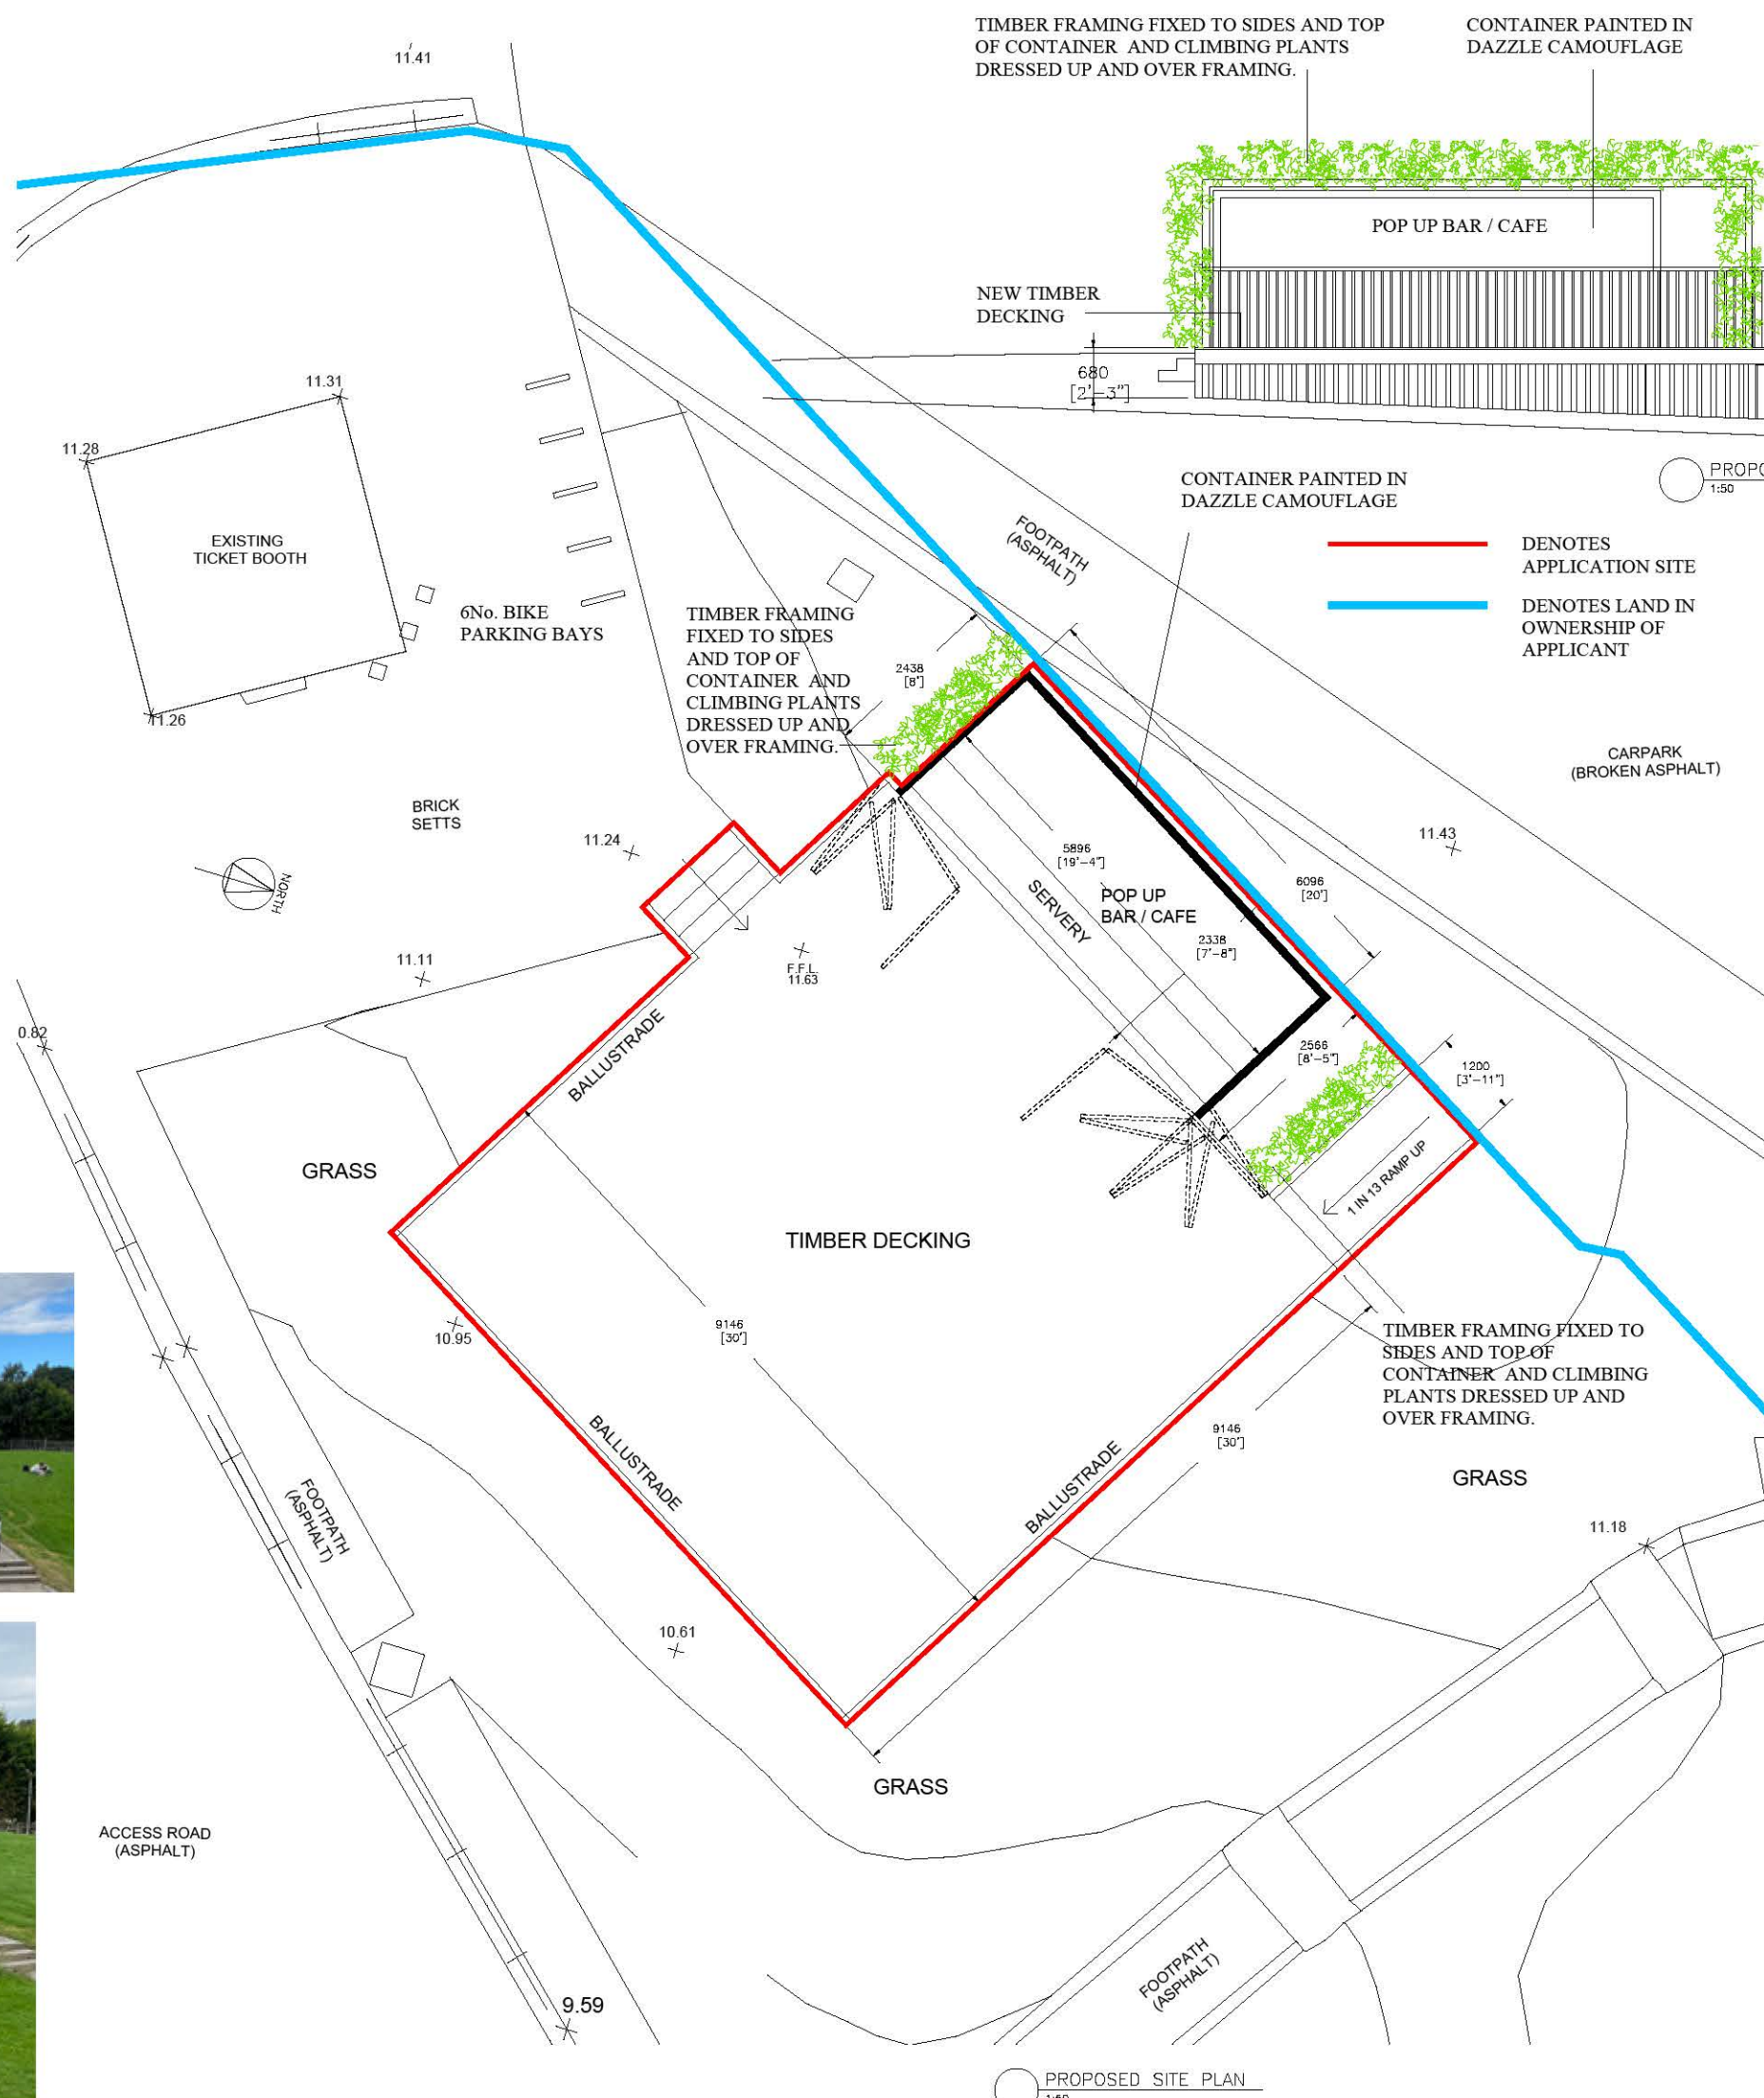 TIMBER FRAMING FIXED TO SIDES AND TOP
OF CONTAINER AND CLIMBING PLANTS
DRESSED UP AND OVER FRAMING.
CONTAINER PAINTED IN
DAZZLE CAMOUFLAGE
11.41
POP UP BAR / CAFE
NEW TIMBER
DECKING
680
[2'-3"]
11.31
11.28
EXISTING
TICKET BOOTH
11.26
6No. BIKE
PARKING BAYS
CONTAINER PAINTED IN
DAZZLE CAMOUFLAGE
1:50
DENOTES
APPLICATION SITE
DENOTES LAND IN
OWNERSHIP OF
APPLICANT
FOOTPATH
(ASPHALT)
TIMBER FRAMING
FIXED TO SIDES
AND TOP OF
CONTAINER AND
CLIMBING PLANTS
DRESSED UP AND
OVER FRAMING.
2438
[8']
CARPARK
(BROKEN ASPHALT)
BRICK
SETTS
11.24
11.43
5896
[19'-4"]
6096
[20']
SERVERY
POP UP
BAR / CAFE
2338
[7'-8"]
NORTH
11.11
F.F.L.
11.63
0.82
BALLUSTRADE
2566
[8'-5"]
1200
[3'-11"]
1 IN 13 RAMP UP
GRASS
TIMBER DECKING
9146
[30']
10.95
TIMBER FRAMING FIXED TO
SIDES AND TOP OF
CONTAINER AND CLIMBING
PLANTS DRESSED UP AND
OVER FRAMING.
BALLUSTRADE
9146
[30']
BALLUSTRADE
GRASS
FOOTPATH
(ASPHALT)
11.18
10.61
GRASS
ACCESS ROAD
(ASPHALT)
FOOTPATH
(ASPHALT)
9.59
PROPOSED SITE PLAN